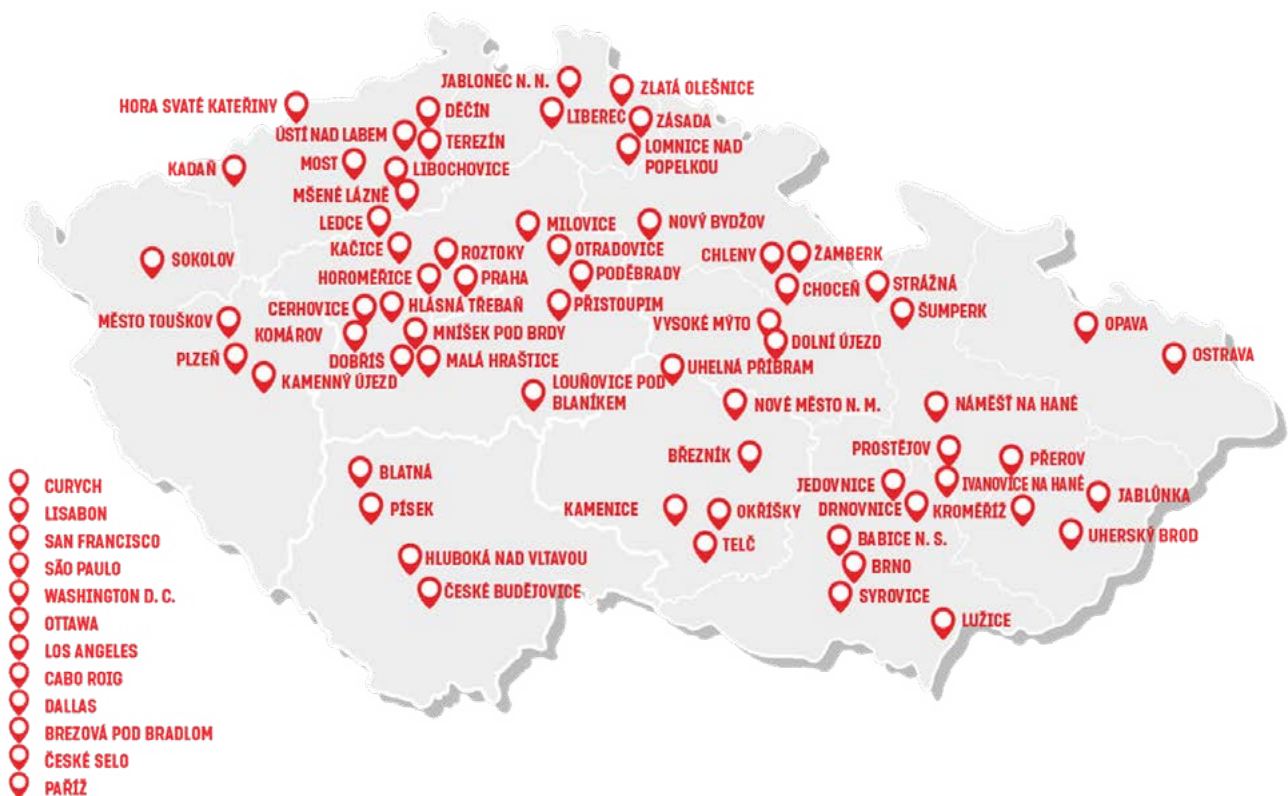 JABLONEC N. N.
ZLATÁ OLEŠNICE
HORA SVATÉ KATEŘINY
DĚČÍN
LIBEREC
ZÁSADA
ÚSTÍ NAD LABEM
TEREZÍN
LOMNICE NAD
POPELKOU
KADAŇ
MOST
LIBOCHOVICE
MŠENÉ LÁZNĚ
LEDCE
MILOVICE
NOVÝ BYDŽOV
KAČICE
ROZTOKY
OTRADOVICE
CHLENY
ŽAMBERK
SOKOLOV
HOROMĚŘICE
PRAHA
PODĚBRADY
CHOCEŇ
STRÁŽNÁ
CERHOVICE
HLÁSNÁ TŘEBAŇ
PŘISTOUPIM
ŠUMPERK
MĚSTO TOUŠKOV
KOMÁROV
MNÍŠEK POD BRDY
VYSOKÉ MÝTO
DOLNÍ ÚJEZD
OPAVA
PLZEŇ
DOBŘÍŠ
MALÁ HRAŠTICE
UHELNÁ PŘÍBRAM
OSTRAVA
KAMENNÝ ÚJEZD
LOUŇOVICE POD
BLANÍKEM
NOVÉ MĚSTO N. M.
NÁMĚŠŤ NA HANÉ
BŘEZNÍK
PROSTĚJOV
PŘEROV
BLATNÁ
JEDOVNICE
IVANOVICE NA HANÉ
JABLŮNKA
PÍSEK
KAMENICE
OKŘÍŠKY
DRNOVNICE
KROMĚŘÍŽ
TELČ
BABICE N. S.
UHERSKÝ BROD
HLUBOKÁ NAD VLTAVOU
BRNO
ČESKÉ BUDĚJOVICE
SYROVICE
LUŽICE
CURYCH
LISABON
SAN FRANCISCO
SÃO PAULO
WASHINGTON D. C.
OTTAWA
LOS ANGELES
CABO ROIG
DALLAS
BREZOVÁ POD BRADLOM
ČESKÉ SELO
PAŘÍŽ